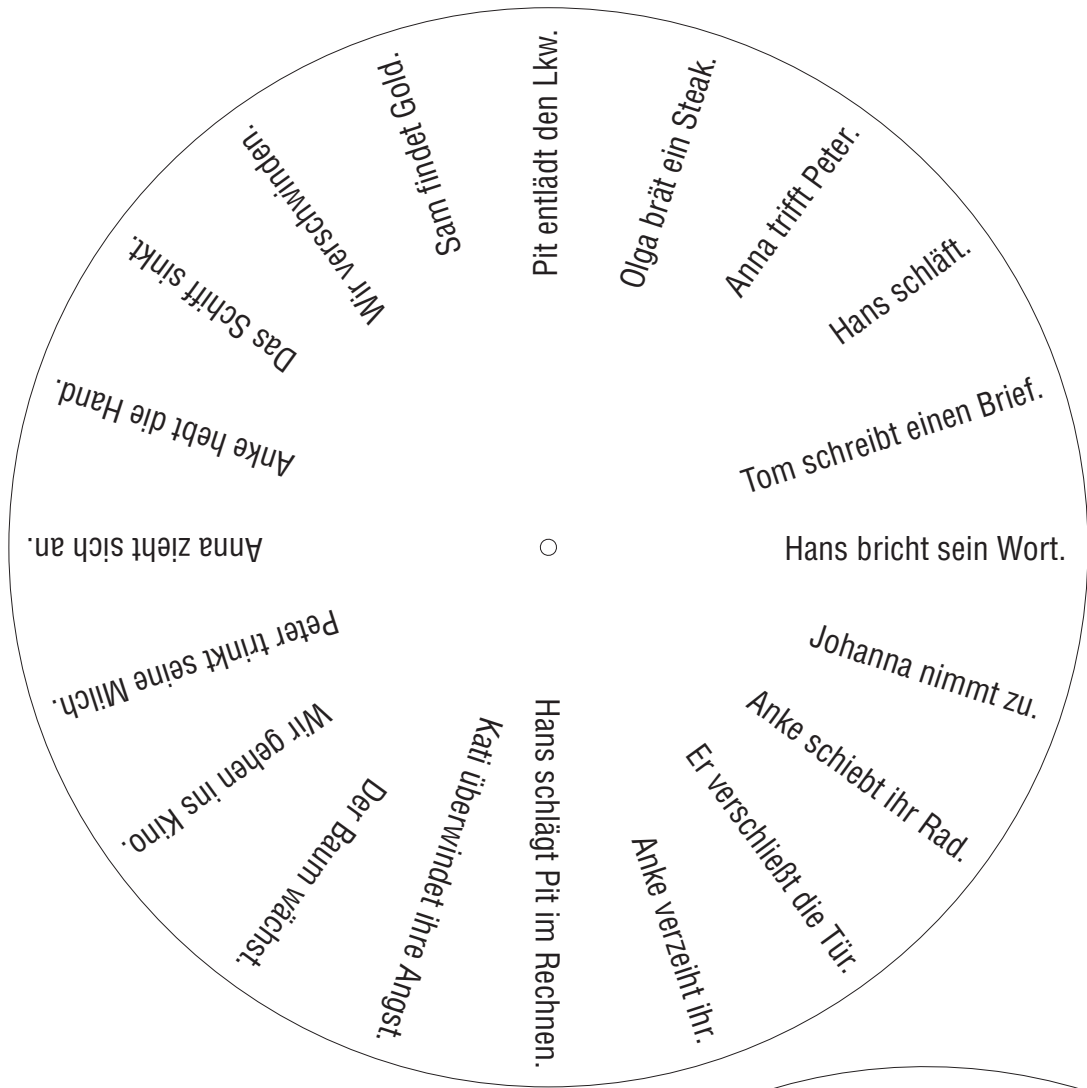 Pit entlädt den Lkw.
Olga brät ein Steak.
Anna trifft Peter.
Hans schläft.
Tom schreibt einen Brief.
Hans bricht sein Wort.
Johanna nimmt zu.
Anke schiebt ihr Rad.
Er verschließt die Tür.
Anke verzeiht ihr.
Hans schlägt Pit im Rechnen.
Kati überwindet ihre Angst.
Der Baum wächst.
Wir gehen ins Kino.
Peter trinkt seine Milch.
Anna zieht sich an.
Anke hebt die Hand.
Das Schiff sinkt.
Wir verschwinden.
Sam findet Gold.